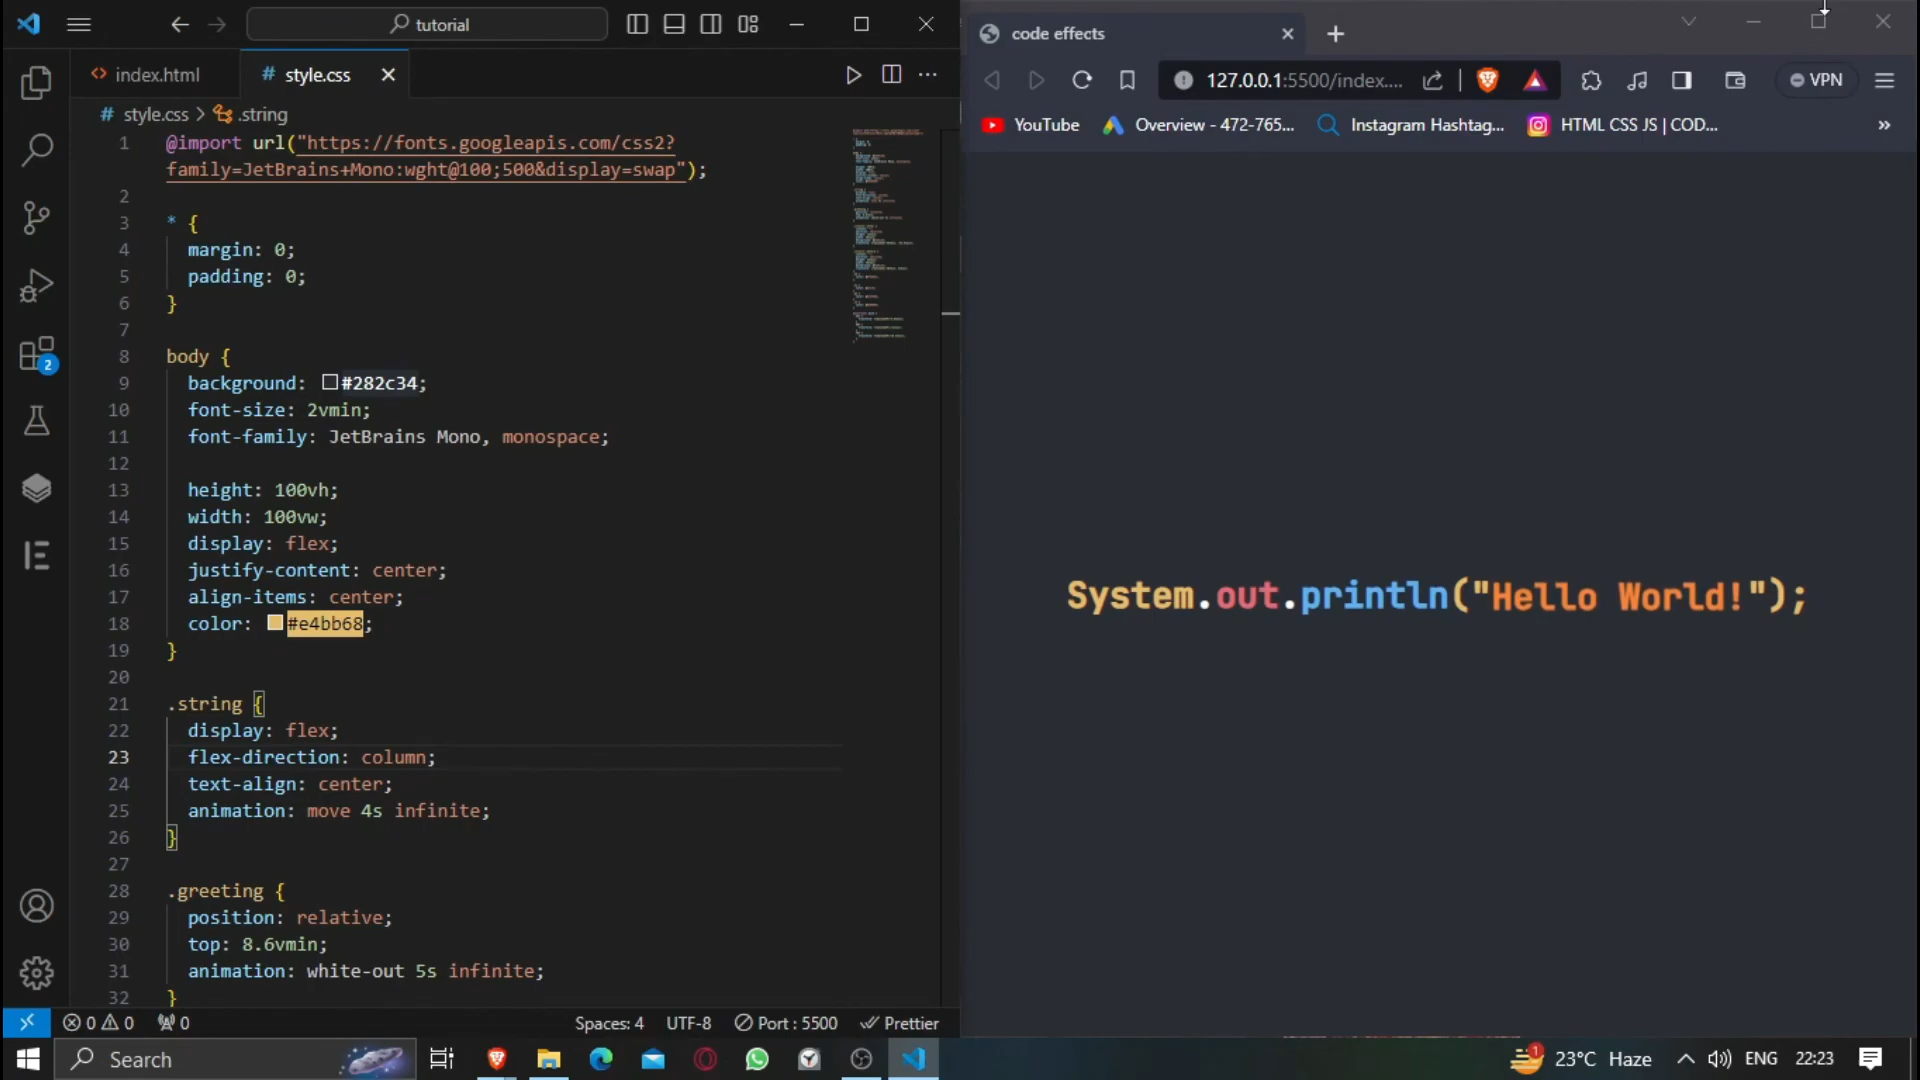 tutorial
index.html
# style.css
# style.css > .string
1 @import url("https://fonts.googleapis.com/css2?
family=JetBrains+Mono:wght@100;500&display=swap");
2
3 * {
4 margin: 0;
5 padding: 0;
6 }
7
8 body {
9 background: #282c34;
10 font-size: 2vmin;
11 font-family: JetBrains Mono, monospace;
12
13 height: 100vh;
14 width: 100vw;
15 display: flex;
16 justify-content: center;
17 align-items: center;
18 color: #e4bb68;
19 }
20
21 .string {
22 display: flex;
23 flex-direction: column;
24 text-align: center;
25 animation: move 4s infinite;
26 }
27
28 .greeting {
29 position: relative;
30 top: 8.6vmin;
31 animation: white-out 5s infinite;
32 }
2
0 0 0 Spaces: 4 UTF-8 Port : 5500 Prettier
code effects
127.0.0.1:5500/index.... VPN
YouTube Overview - 472-765... Instagram Hashtag... HTML CSS JS | COD... »
System.out.println("Hello World!");
Search 1 23°C Haze ENG 22:23